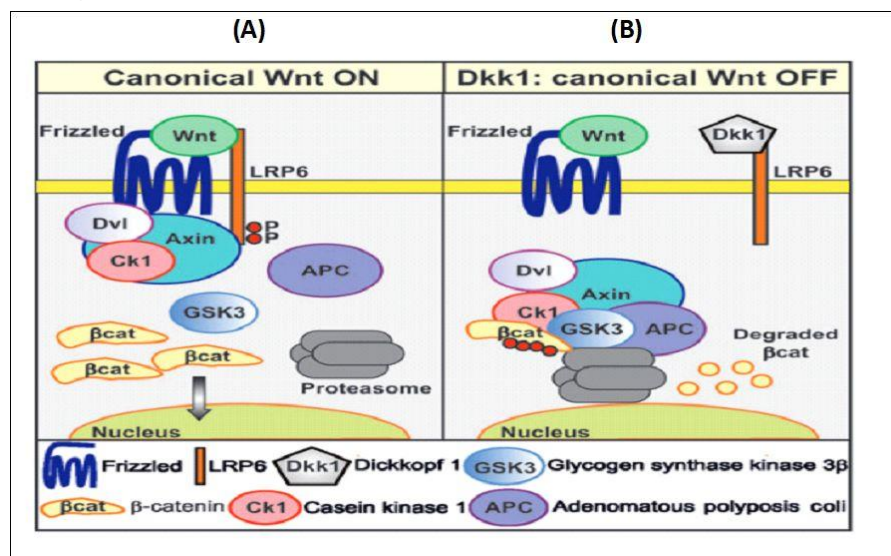 (A) (B)
Canonical Wnt ON Dkk1: canonical Wnt OFF
Frizzled Wnt LRP6
Dvl Axin P
P
Ck1 APC
GSK3
βcat
βcat βcat
Proteasome
Nucleus
Frizzled Wnt Dkk1 LRP6
Dvl Axin
Ck1
βcat GSK3 APC
Degraded
βcat
Nucleus
Frizzled LRP6 Dkk1 Dickkopf 1 GSK3 Glycogen synthase kinase 3β
βcat β-catenin Ck1 Casein kinase 1 APC Adenomatous polyposis coli